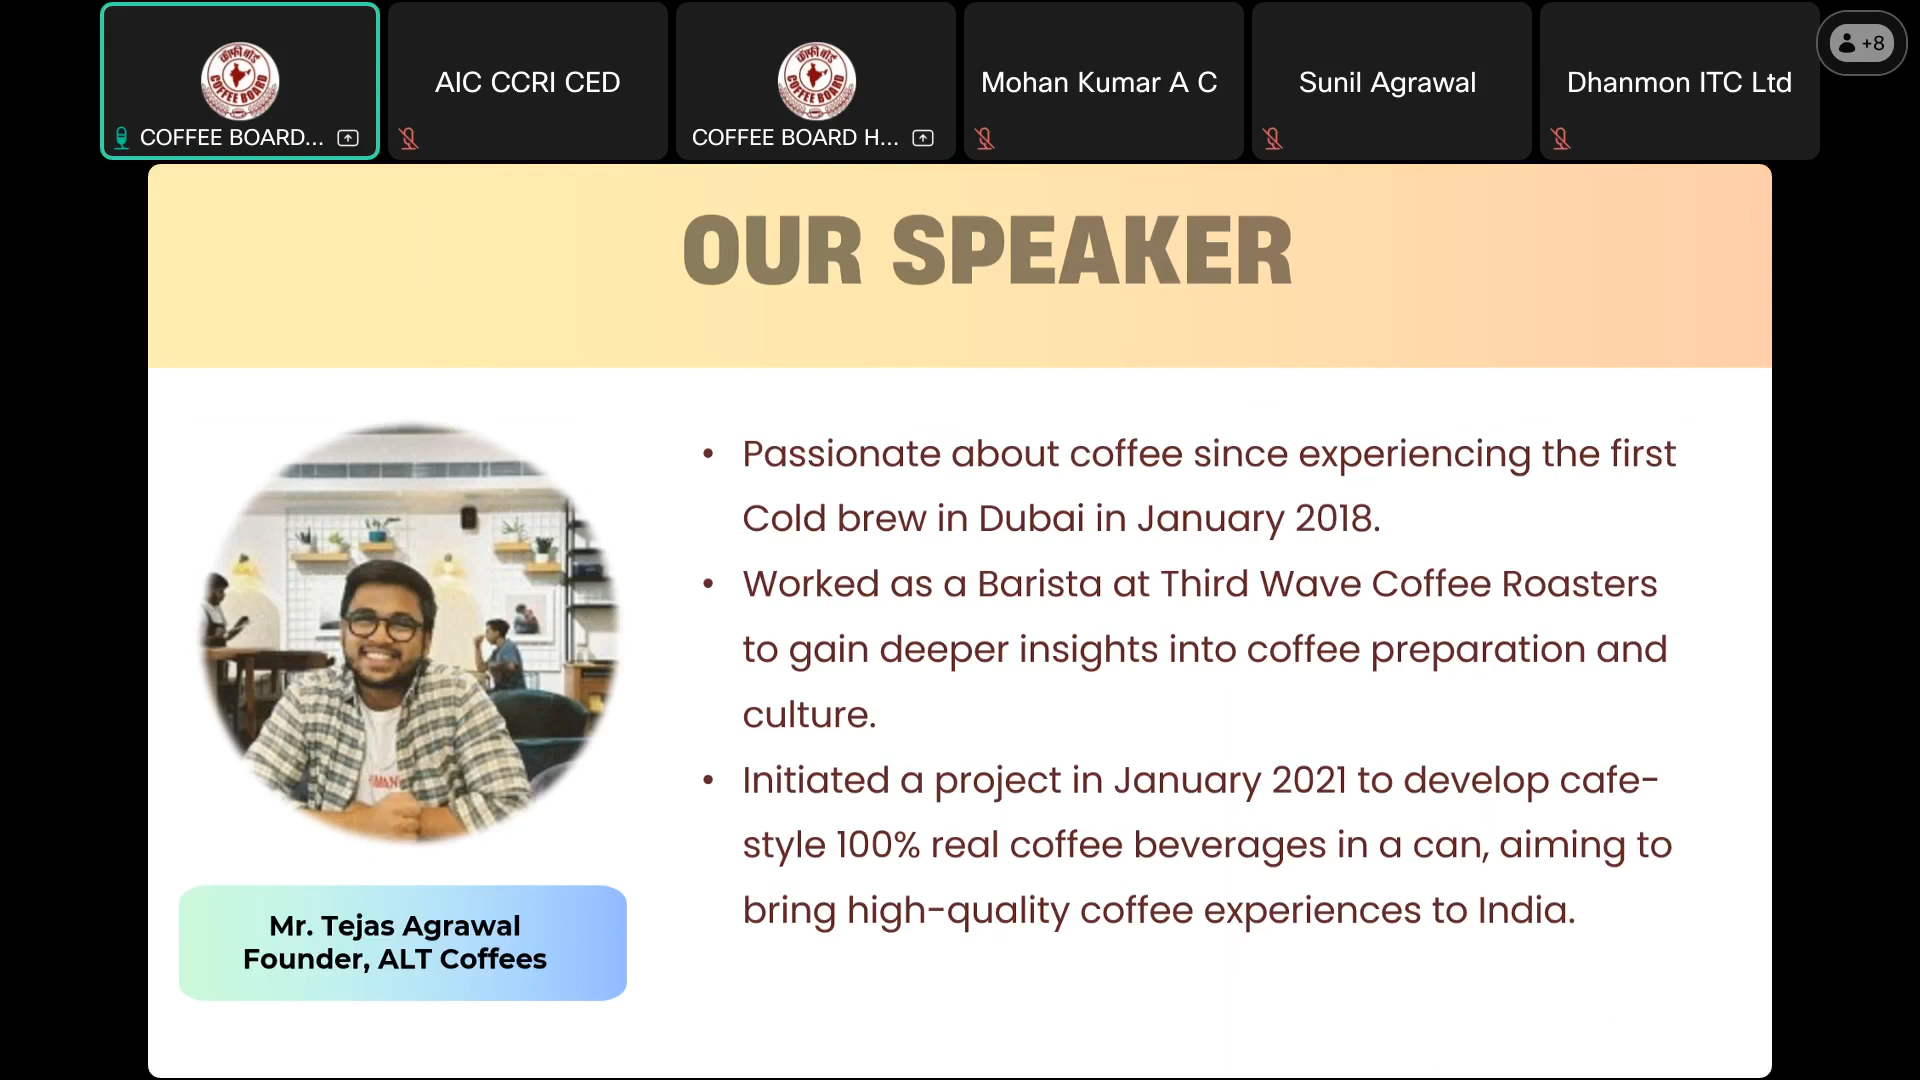 कॉफी बोर्ड
COFFEE BOARD
कॉफी बोर्ड
COFFEE BOARD
COFFEE BOARD...
AIC CCRI CED
COFFEE BOARD H...
Mohan Kumar A C
Sunil Agrawal
Dhanmon ITC Ltd
+8
OUR SPEAKER
• Passionate about coffee since experiencing the first
Cold brew in Dubai in January 2018.
• Worked as a Barista at Third Wave Coffee Roasters
to gain deeper insights into coffee preparation and
culture.
• Initiated a project in January 2021 to develop cafe-
style 100% real coffee beverages in a can, aiming to
bring high-quality coffee experiences to India.
Mr. Tejas Agrawal
Founder, ALT Coffees